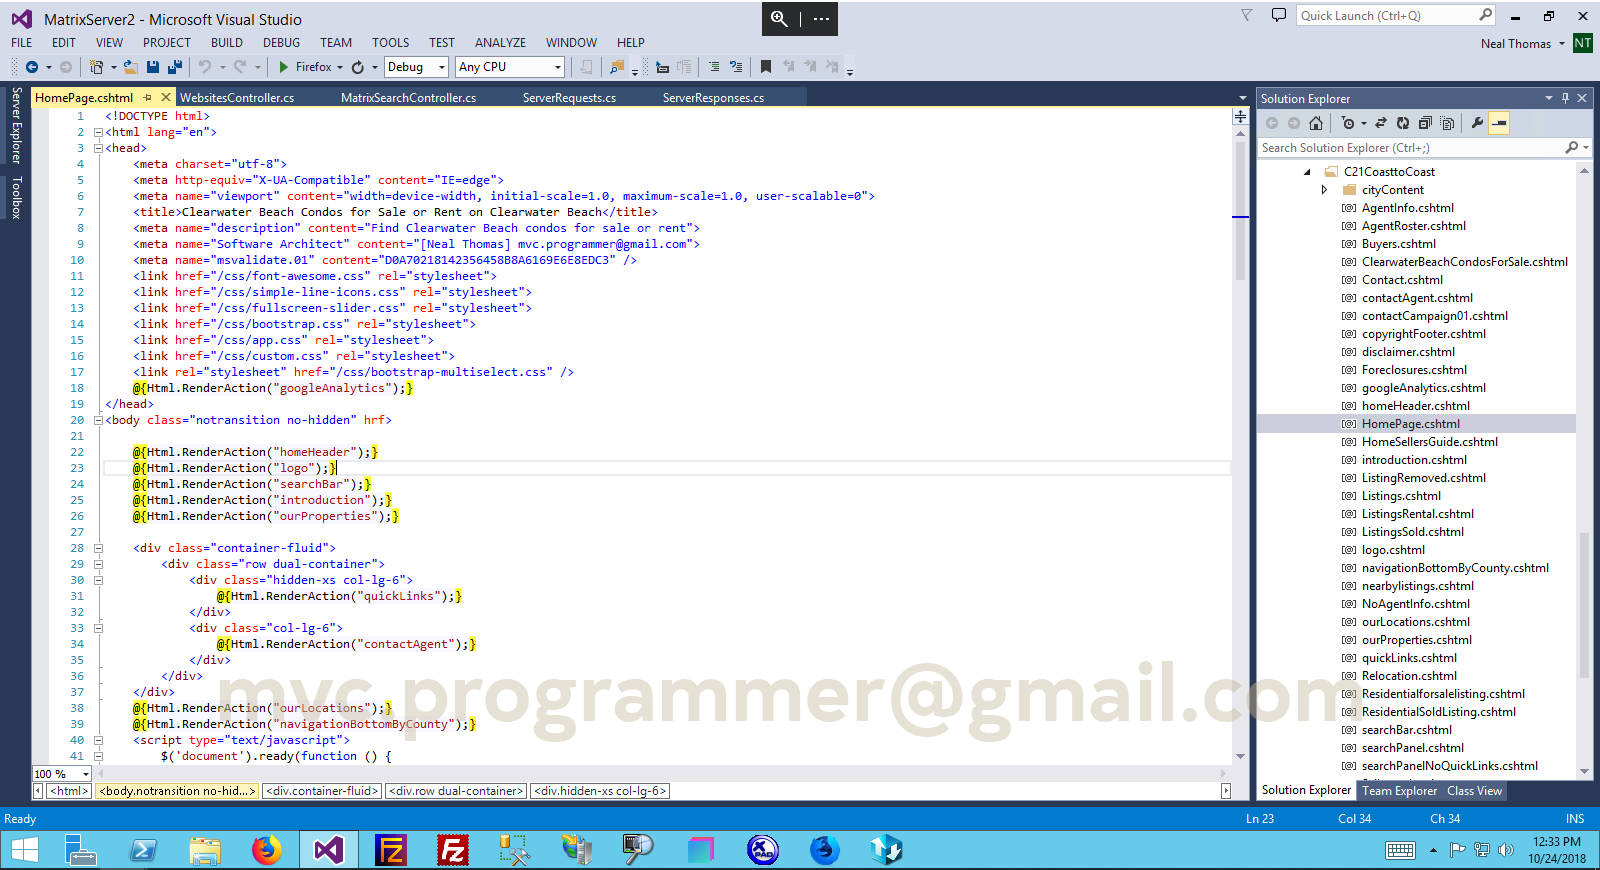 MatrixServer2 - Microsoft Visual Studio
Quick Launch (Ctrl+Q)
FILE EDIT VIEW PROJECT BUILD DEBUG TEAM TOOLS TEST ANALYZE WINDOW HELP
Neal Thomas NT
Firefox Debug Any CPU
Server Explorer
Toolbox
HomePage.cshtml WebsitesController.cs MatrixSearchController.cs ServerRequests.cs ServerResponses.cs
1 <!DOCTYPE html>
2 <html lang="en">
3 <head>
4 <meta charset="utf-8">
5 <meta http-equiv="X-UA-Compatible" content="IE=edge">
6 <meta name="viewport" content="width=device-width, initial-scale=1.0, maximum-scale=1.0, user-scalable=0">
7 <title>Clearwater Beach Condos for Sale or Rent on Clearwater Beach</title>
8 <meta name="description" content="Find Clearwater Beach condos for sale or rent">
9 <meta name="Software Architect" content="[Neal Thomas] mvc.programmer@gmail.com">
10 <meta name="msvalidate.01" content="D0A70218142356458B8A6169E6E8EDC3" />
11 <link href="/css/font-awesome.css" rel="stylesheet">
12 <link href="/css/simple-line-icons.css" rel="stylesheet">
13 <link href="/css/fullscreen-slider.css" rel="stylesheet">
14 <link href="/css/bootstrap.css" rel="stylesheet">
15 <link href="/css/app.css" rel="stylesheet">
16 <link href="/css/custom.css" rel="stylesheet">
17 <link rel="stylesheet" href="/css/bootstrap-multiselect.css" />
18 @{Html.RenderAction("googleAnalytics");}
19 </head>
20 <body class="notransition no-hidden" hrf>
21
22 @{Html.RenderAction("homeHeader");}
23 @{Html.RenderAction("logo");}
24 @{Html.RenderAction("searchBar");}
25 @{Html.RenderAction("introduction");}
26 @{Html.RenderAction("ourProperties");}
27
28 <div class="container-fluid">
29 <div class="row dual-container">
30 <div class="hidden-xs col-lg-6">
31 @{Html.RenderAction("quickLinks");}
32 </div>
33 <div class="col-lg-6">
34 @{Html.RenderAction("contactAgent");}
35 </div>
36 </div>
37 </div>
38 @{Html.RenderAction("ourLocations");}
39 @{Html.RenderAction("navigationBottomByCounty");}
40 <script type="text/javascript">
41 $('document').ready(function () {
mvc.programmer@gmail.com
100 %
<html> <body.notransition no-hid...> <div.container-fluid> <div.row dual-container> <div.hidden-xs col-lg-6>
Solution Explorer
Search Solution Explorer (Ctrl+;)
C21CoasttoCoast
cityContent
AgentInfo.cshtml
AgentRoster.cshtml
Buyers.cshtml
ClearwaterBeachCondosForSale.cshtml
Contact.cshtml
contactAgent.cshtml
contactCampaign01.cshtml
copyrightFooter.cshtml
disclaimer.cshtml
Foreclosures.cshtml
googleAnalytics.cshtml
homeHeader.cshtml
HomePage.cshtml
HomeSellersGuide.cshtml
introduction.cshtml
ListingRemoved.cshtml
Listings.cshtml
ListingsRental.cshtml
ListingsSold.cshtml
logo.cshtml
navigationBottomByCounty.cshtml
nearbylistings.cshtml
NoAgentInfo.cshtml
ourLocations.cshtml
ourProperties.cshtml
quickLinks.cshtml
Relocation.cshtml
Residentialforsalelisting.cshtml
ResidentialSoldListing.cshtml
searchBar.cshtml
searchPanel.cshtml
searchPanelNoQuickLinks.cshtml
Solution Explorer Team Explorer Class View
Ready Ln 23 Col 34 Ch 34 INS
12:33 PM
10/24/2018